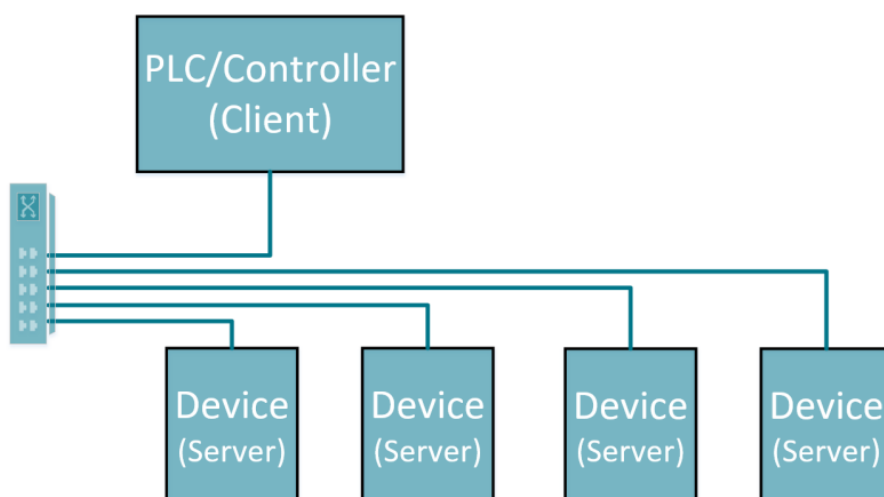 PLC/Controller
(Client)
Device
(Server)
Device
(Server)
Device
(Server)
Device
(Server)